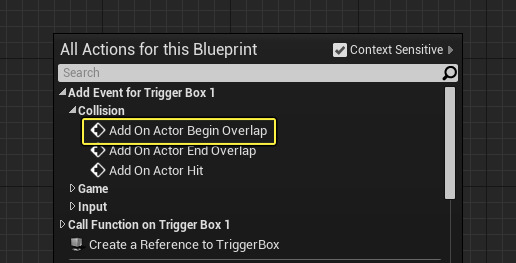 All Actions for this Blueprint Context Sensitive
Search
Add Event for Trigger Box 1
Collision
Add On Actor Begin Overlap
Add On Actor End Overlap
Add On Actor Hit
Game
Input
Call Function on Trigger Box 1
Create a Reference to TriggerBox